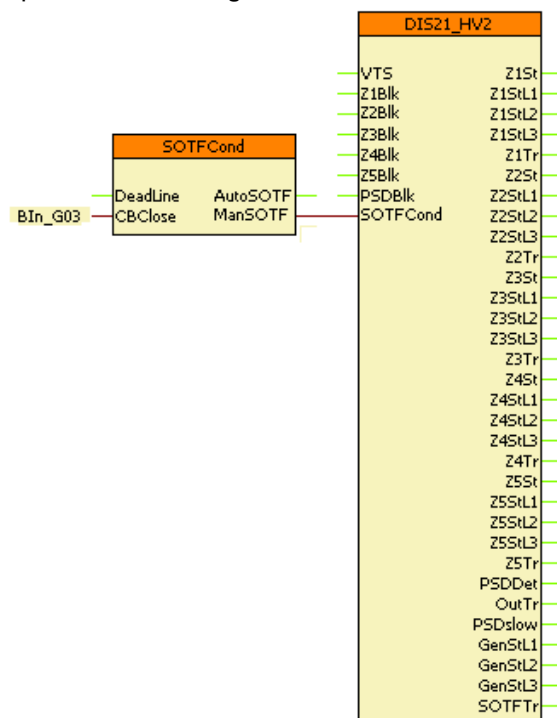 DIS21_HV2
VTS Z1St
Z1Blk Z1StL1
Z2Blk Z1StL2
Z3Blk Z1StL3
SOTFCond Z4Blk Z1Tr
Z5Blk Z2St
DeadLine AutoSOTF PSDBlk Z2StL1
BIn_G03 CBClose ManSOTF SOTFCond Z2StL2
Z2StL3
Z2Tr
Z3St
Z3StL1
Z3StL2
Z3StL3
Z3Tr
Z4St
Z4StL1
Z4StL2
Z4StL3
Z4Tr
Z5St
Z5StL1
Z5StL2
Z5StL3
Z5Tr
PSDDet
OutTr
PSDslow
GenStL1
GenStL2
GenStL3
SOTFTr